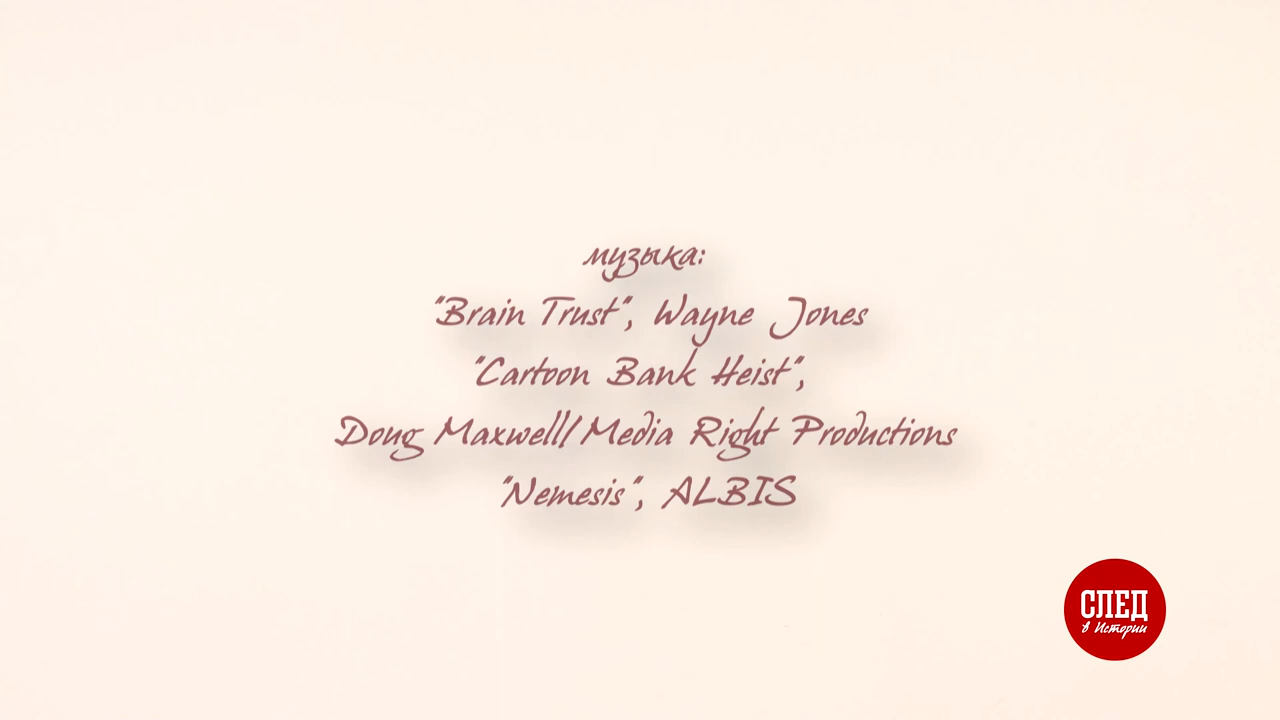 музыка:
"Brain Trust", Wayne Jones
"Cartoon Bank Heist",
Doug Maxwell/Media Right Productions
"Nemesis", ALBIS
СЛЕД
в Истории